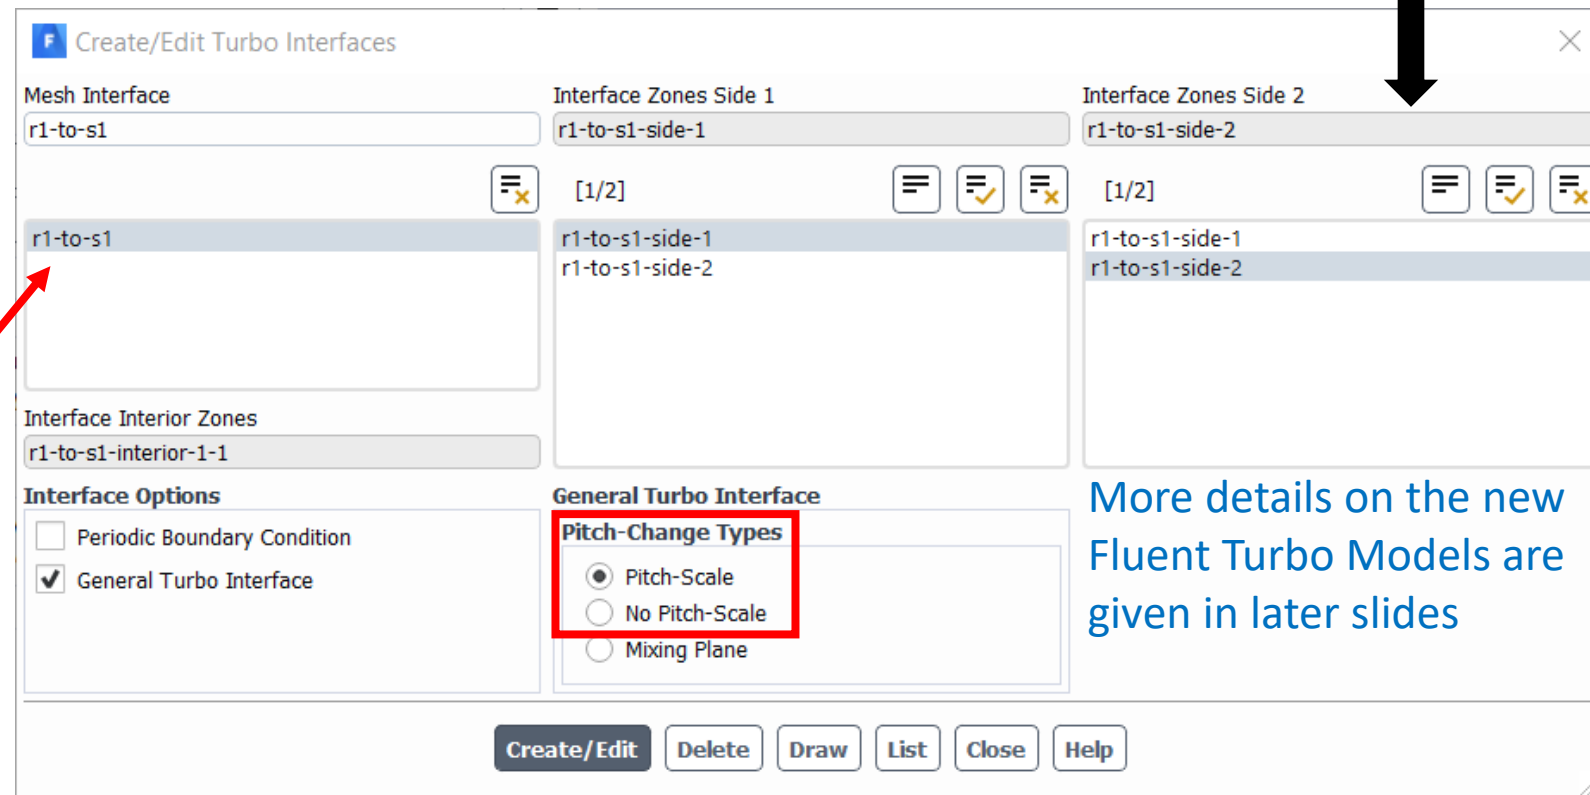 Create/Edit Turbo Interfaces
Mesh Interface
Interface Zones Side 1
Interface Zones Side 2
r1-to-s1
r1-to-s1-side-1
r1-to-s1-side-2
[1/2]
[1/2]
r1-to-s1
r1-to-s1-side-1
r1-to-s1-side-2
r1-to-s1-side-1
r1-to-s1-side-2
Interface Interior Zones
r1-to-s1-interior-1-1
Interface Options
Periodic Boundary Condition
General Turbo Interface
General Turbo Interface
Pitch-Change Types
Pitch-Scale
No Pitch-Scale
Mixing Plane
More details on the new
Fluent Turbo Models are
given in later slides
Create/Edit
Delete
Draw
List
Close
Help